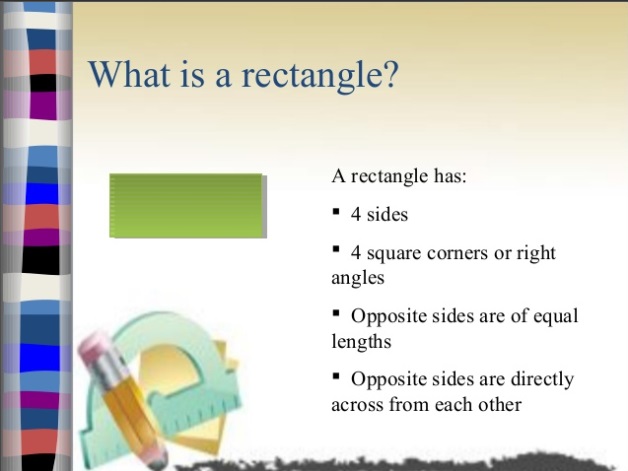 What is a rectangle?
A rectangle has:
▪ 4 sides
▪ 4 square corners or right
angles
▪ Opposite sides are of equal
lengths
▪ Opposite sides are directly
across from each other